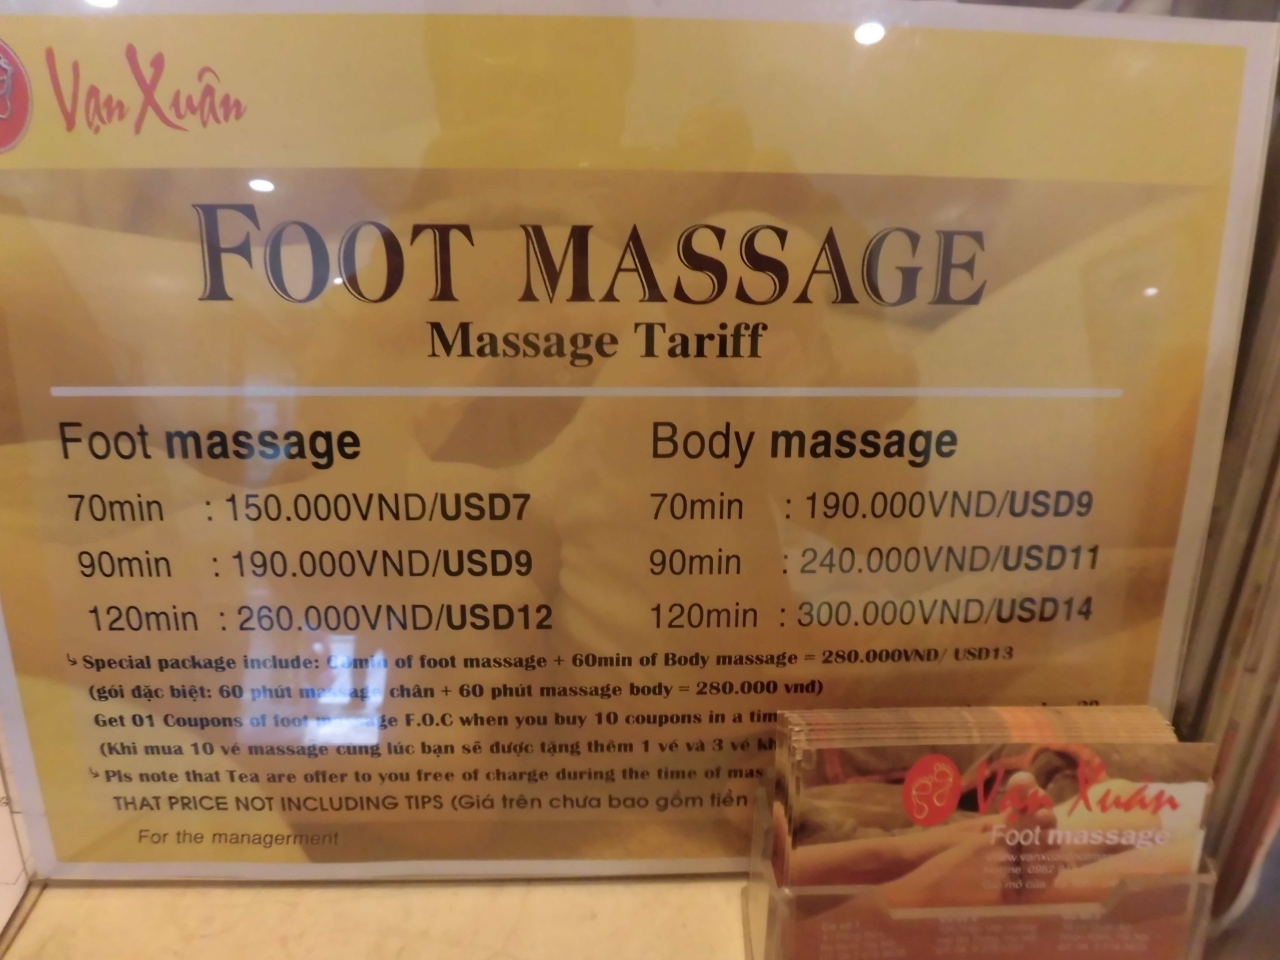 Vạn Xuân
FOOT MASSAGE
Massage Tariff
Foot massage
70min : 150.000VND/USD7
90min : 190.000VND/USD9
120min : 260.000VND/USD12
Body massage
70min : 190.000VND/USD9
90min : 240.000VND/USD11
120min : 300.000VND/USD14
Special package include: 60min of foot massage + 60min of Body massage = 280.000VND/ USD13
(gói đặc biệt: 60 phút massage chân + 60 phút massage body = 280.000 vnd)
Get 01 Coupons of foot massage F.O.C when you buy 10 coupons in a
(Khi mua 10 vé massage cùng lúc bạn sẽ được tặng thêm 1 vé và 3 vé
Pls note that Tea are offer to you free of charge during the time of
THAT PRICE NOT INCLUDING TIPS (Giá trên chưa bao gồm tiền
For the managerment
Vạn Xuân
Foot massage